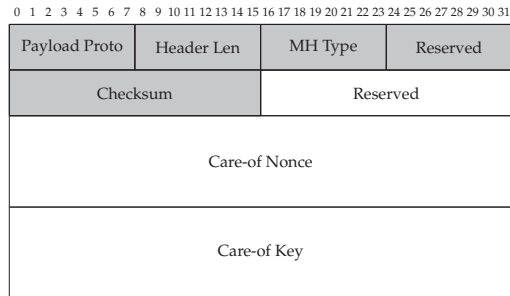 0 1 2 3 4 5 6 7 8 9 10 11 12 13 14 15 16 17 18 19 20 21 22 23 24 25 26 27 28 29 30 31
Payload Proto Header Len MH Type Reserved
Checksum Reserved
Care-of Nonce
Care-of Key